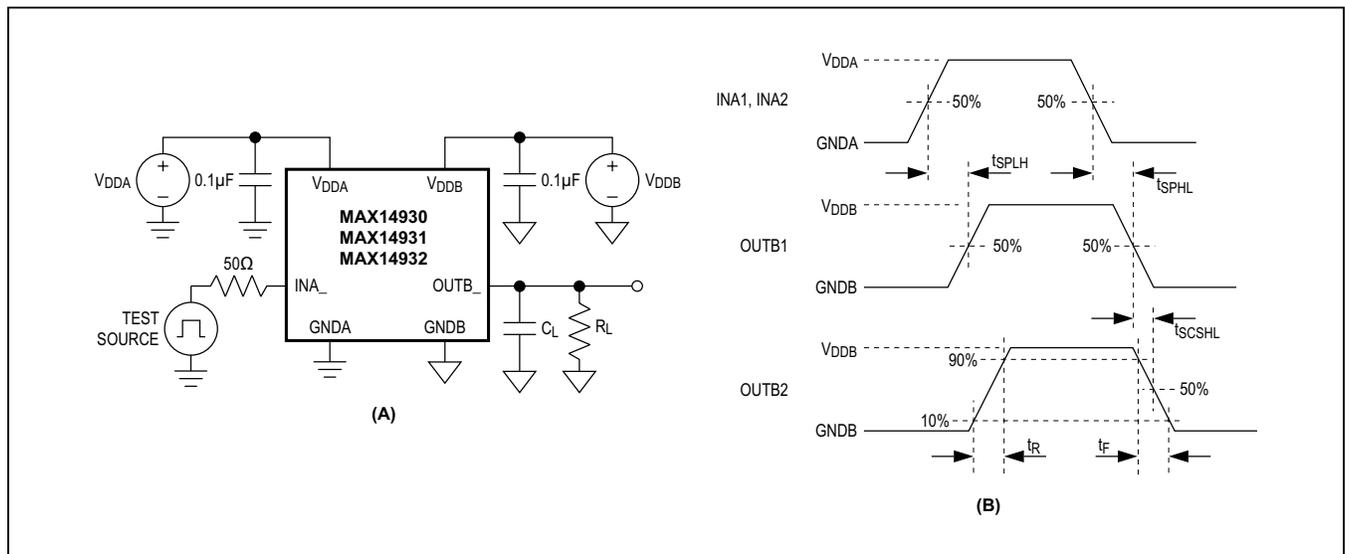 VDDA
0.1µF
VDDA
VDDB
0.1µF
VDDB
MAX14930
MAX14931
MAX14932
50Ω
INA_
OUTB_
TEST
SOURCE
GNDA
GNDB
CL
RL
(A)
VDDA
INA1, INA2
50%
50%
GNDA
tSPLH
tSPHL
VDDB
OUTB1
50%
50%
GNDB
tSCSHL
VDDB
90%
OUTB2
50%
10%
GNDB
tR
tF
(B)